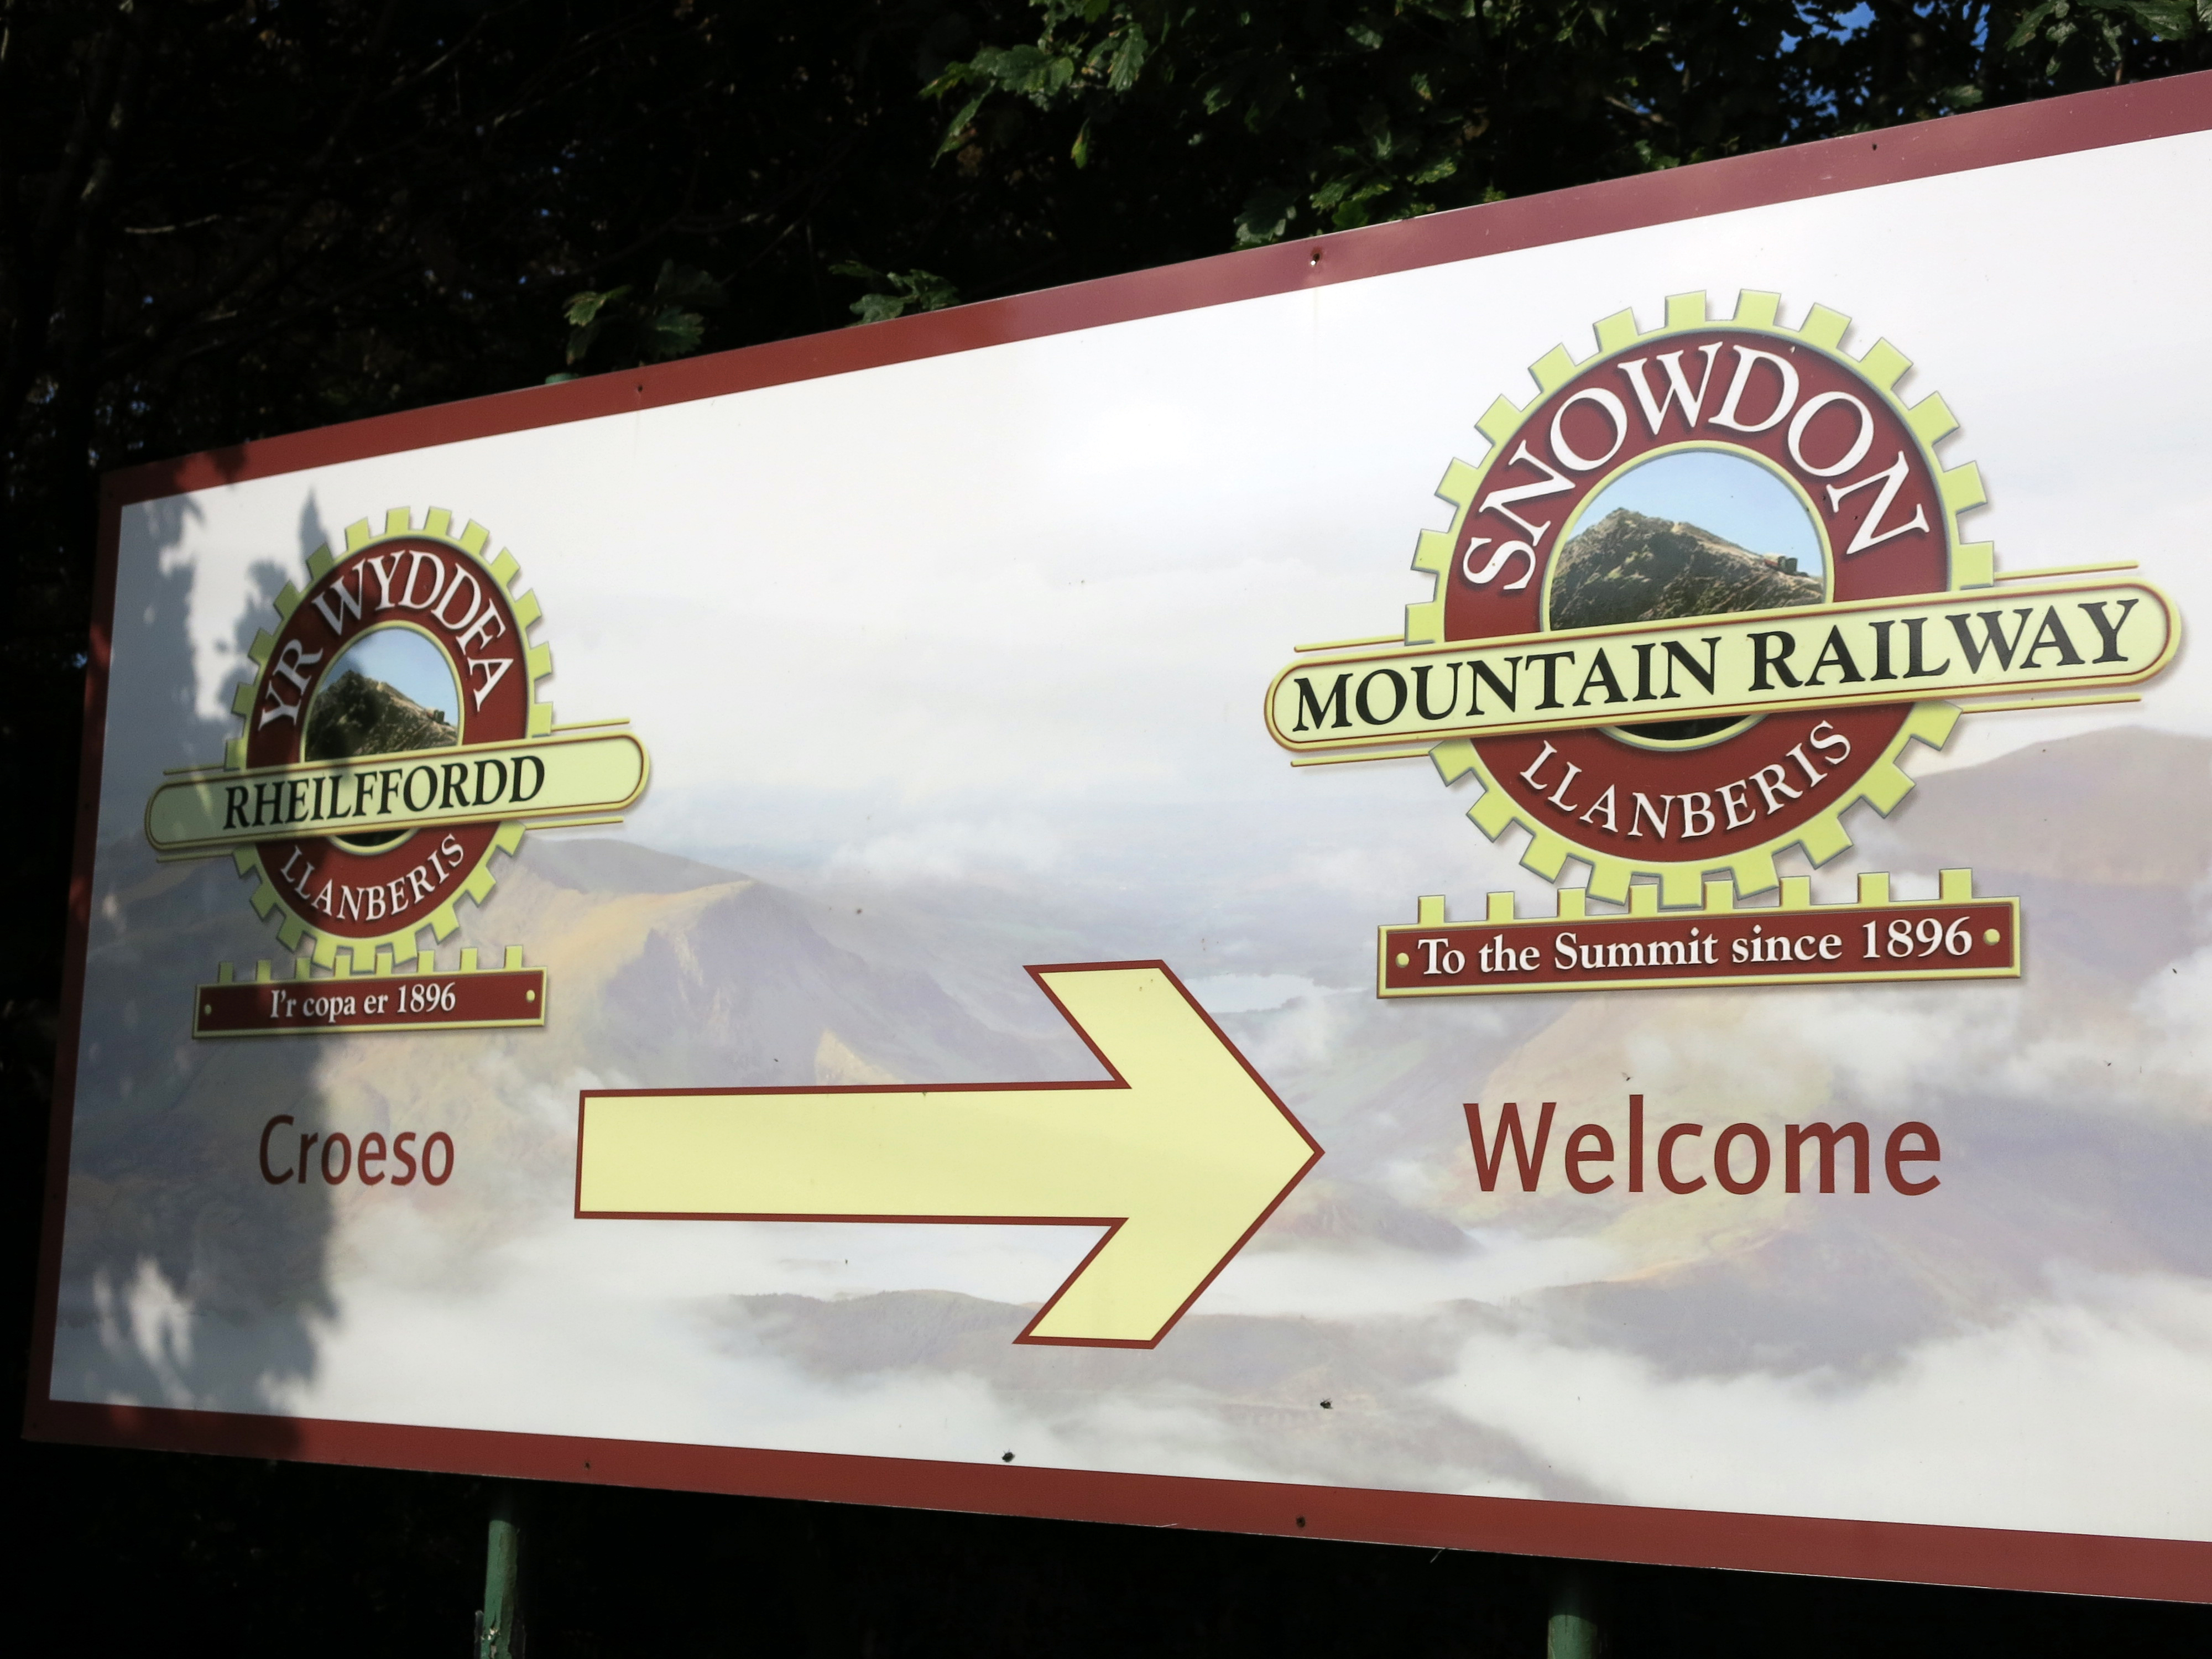 YR WYDDFA
RHEILFFORDD
LLANBERIS
I'r copa er 1896
Croeso
SNOWDON
MOUNTAIN RAILWAY
LLANBERIS
To the Summit since 1896
Welcome